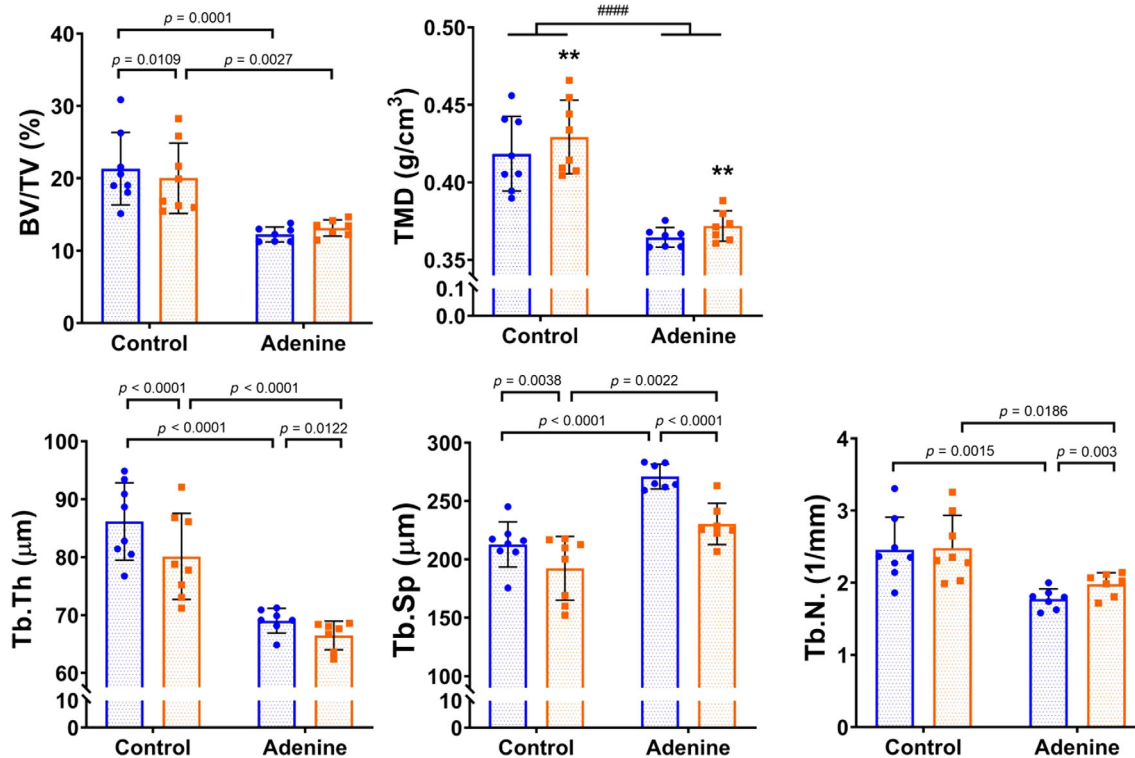 p = 0.0001
p = 0.0109
p = 0.0027
BV/TV (%)
40
30
20
10
0
Control
Adenine
####
**
**
TMD (g/cm³)
0.50
0.45
0.40
0.35
0.1
0.0
Control
Adenine
p < 0.0001
p < 0.0001
p < 0.0001
p = 0.0122
Tb.Th (μm)
100
90
80
70
60
10
0
Control
Adenine
p = 0.0038
p = 0.0022
p < 0.0001
p < 0.0001
Tb.Sp (μm)
300
250
200
150
100
10
0
Control
Adenine
p = 0.0186
p = 0.0015
p = 0.003
Tb.N. (1/mm)
4
3
2
1
0
Control
Adenine